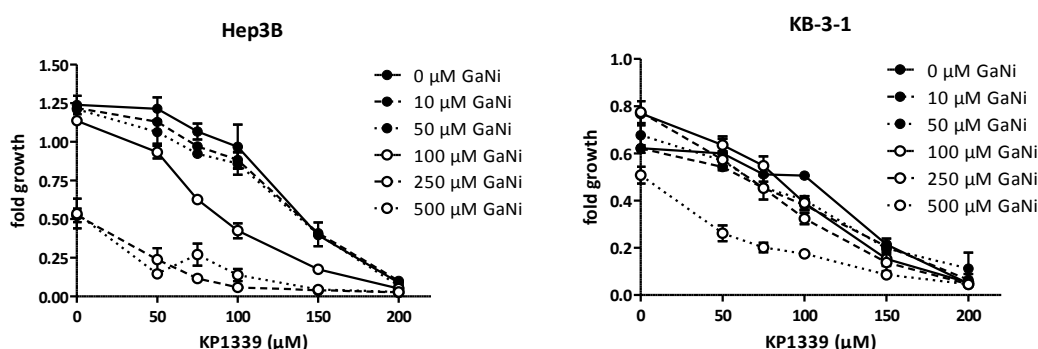 Hep3B
1.50
1.25
1.00
0.75
0.50
0.25
0.00
fold growth
0 50 100 150 200
KP1339 (µM)
0 µM GaNi
10 µM GaNi
50 µM GaNi
100 µM GaNi
250 µM GaNi
500 µM GaNi
KB-3-1
1.0
0.8
0.6
0.4
0.2
0.0
fold growth
0 50 100 150 200
KP1339 (µM)
0 µM GaNi
10 µM GaNi
50 µM GaNi
100 µM GaNi
250 µM GaNi
500 µM GaNi